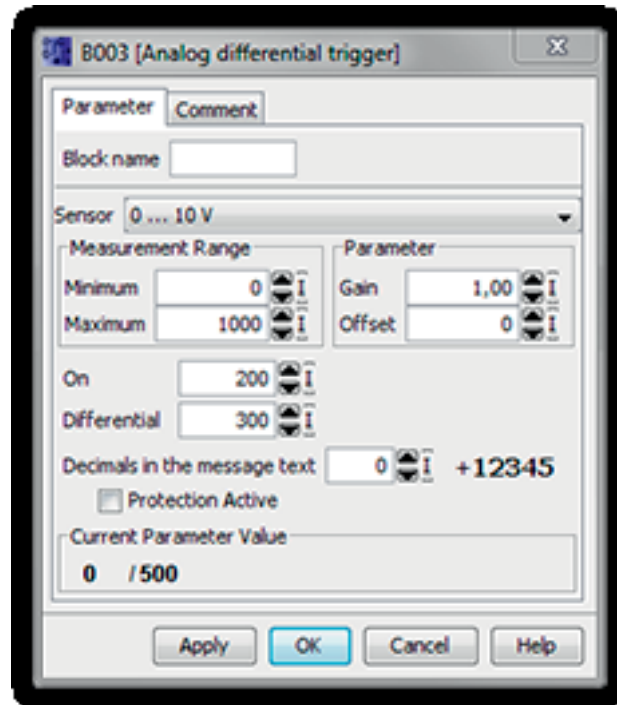 B003 [Analog differential trigger]
Parameter Comment
Block name
Sensor 0 ... 10 V
Measurement Range Parameter
Minimum 0 Gain 1,00
Maximum 1000 Offset 0
On 200
Differential 300
Decimals in the message text 0 +12345
Protection Active
Current Parameter Value
0 /500
Apply OK Cancel Help